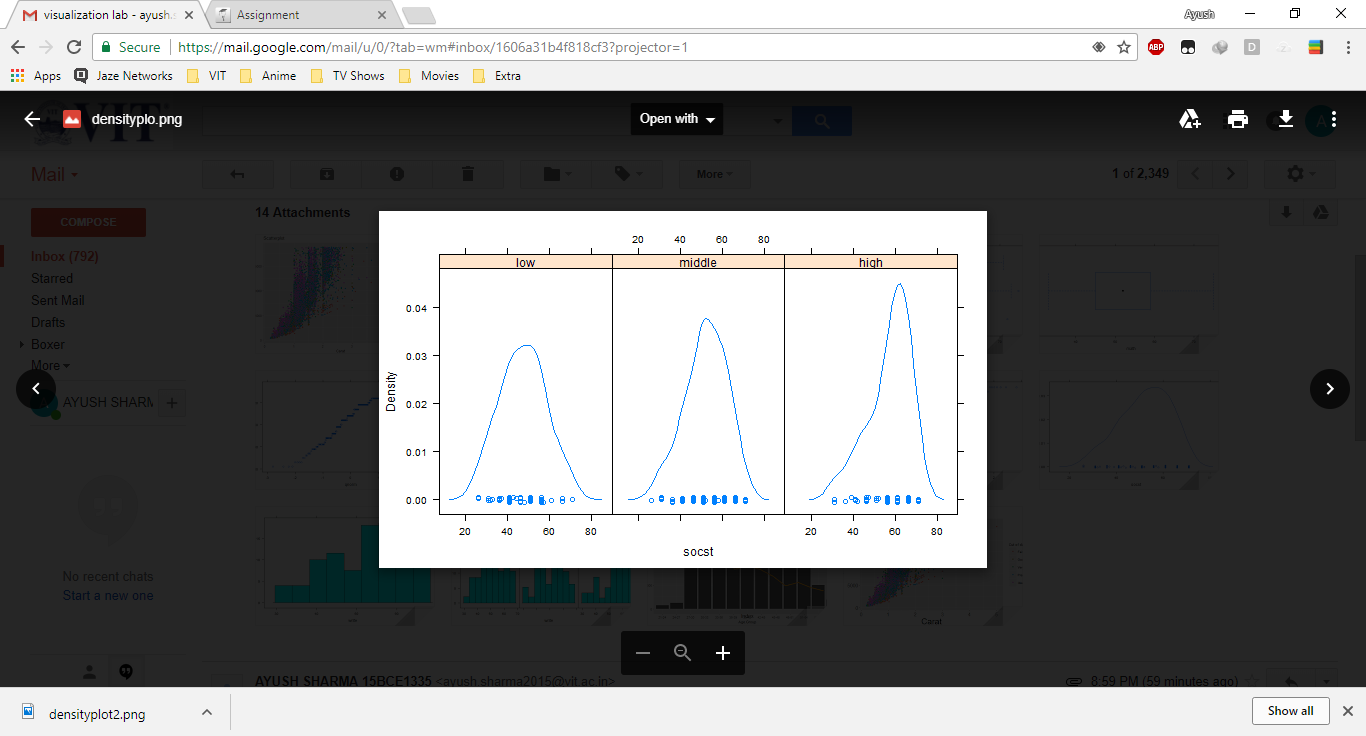 visualization lab - ayush.
Assignment
Ayush
Secure
https://mail.google.com/mail/u/0/?tab=wm#inbox/1606a31b4f818cf3?projector=1
ABP
D
Apps
Jaze Networks
VIT
Anime
TV Shows
Movies
Extra
VIT
densityplo.png
Open with
A
Mail
More
1 of 2,349
COMPOSE
14 Attachments
Inbox (792)
Starred
Sent Mail
Drafts
Boxer
More
AYUSH SHARM
20 40 60 80
low middle high
0.04
0.03
0.02
0.01
0.00
Density
20 40 60 80 20 40 60 80
socst
No recent chats
Start a new one
Carat
AYUSH SHARMA 15BCE1335 <ayush.sharma2015@vit.ac.in>
8:59 PM (59 minutes ago)
densityplot2.png
Show all